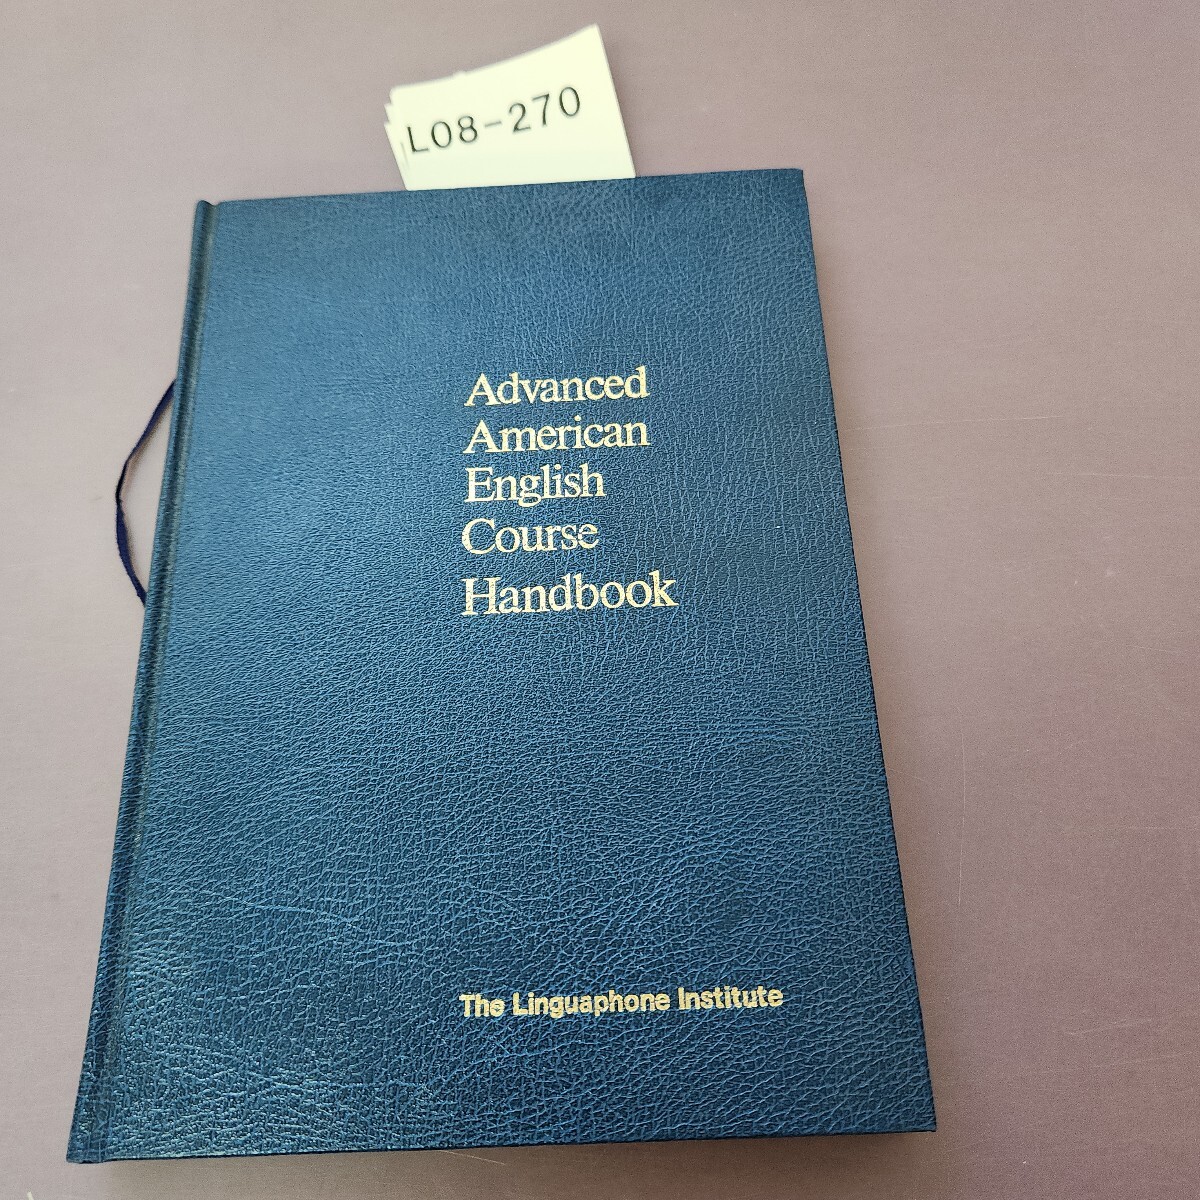 L08-270
Advanced
American
English
Course
Handbook
The Linguaphone Institute